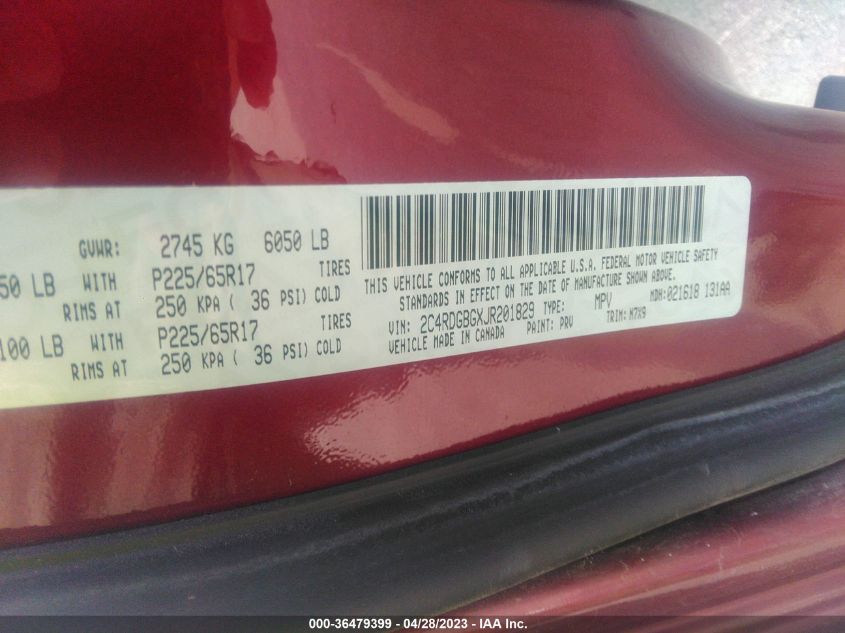 GVWR: 2745 KG 6050 LB
50 LB WITH P225/65R17 TIRES
RIMS AT 250 KPA ( 36 PSI) COLD
100 LB WITH P225/65R17 TIRES
RIMS AT 250 KPA ( 36 PSI) COLD
THIS VEHICLE CONFORMS TO ALL APPLICABLE U.S.A. FEDERAL MOTOR VEHICLE SAFETY
STANDARDS IN EFFECT ON THE DATE OF MANUFACTURE SHOWN ABOVE.
VIN: 2C4RDGBGXJR201829 TYPE: MPV MDH: 021618 131AA
VEHICLE MADE IN CANADA PAINT: PRV TRIM: M7X9
000-36479399 - 04/28/2023 - IAA Inc.